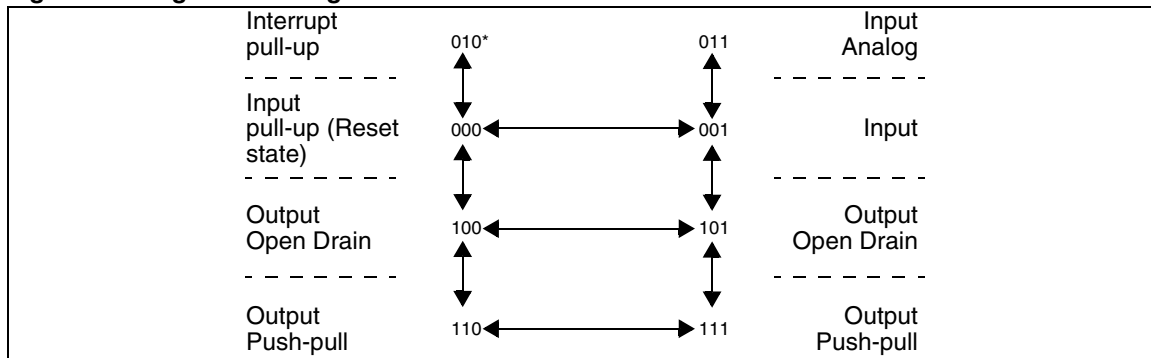 Interrupt
pull-up
010*
011
Input
Analog
Input
pull-up (Reset
state)
000
001
Input
Output
Open Drain
100
101
Output
Open Drain
Output
Push-pull
110
111
Output
Push-pull